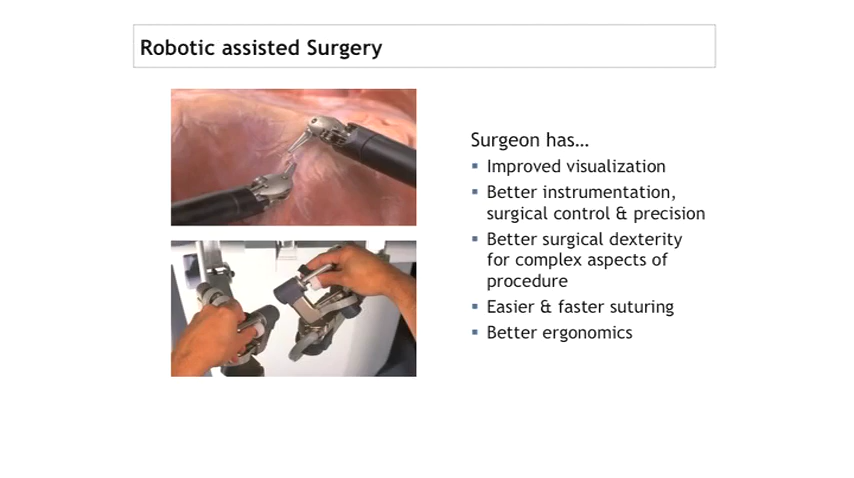 Robotic assisted Surgery
Surgeon has...
▪ Improved visualization
▪ Better instrumentation,
surgical control & precision
▪ Better surgical dexterity
for complex aspects of
procedure
▪ Easier & faster suturing
▪ Better ergonomics